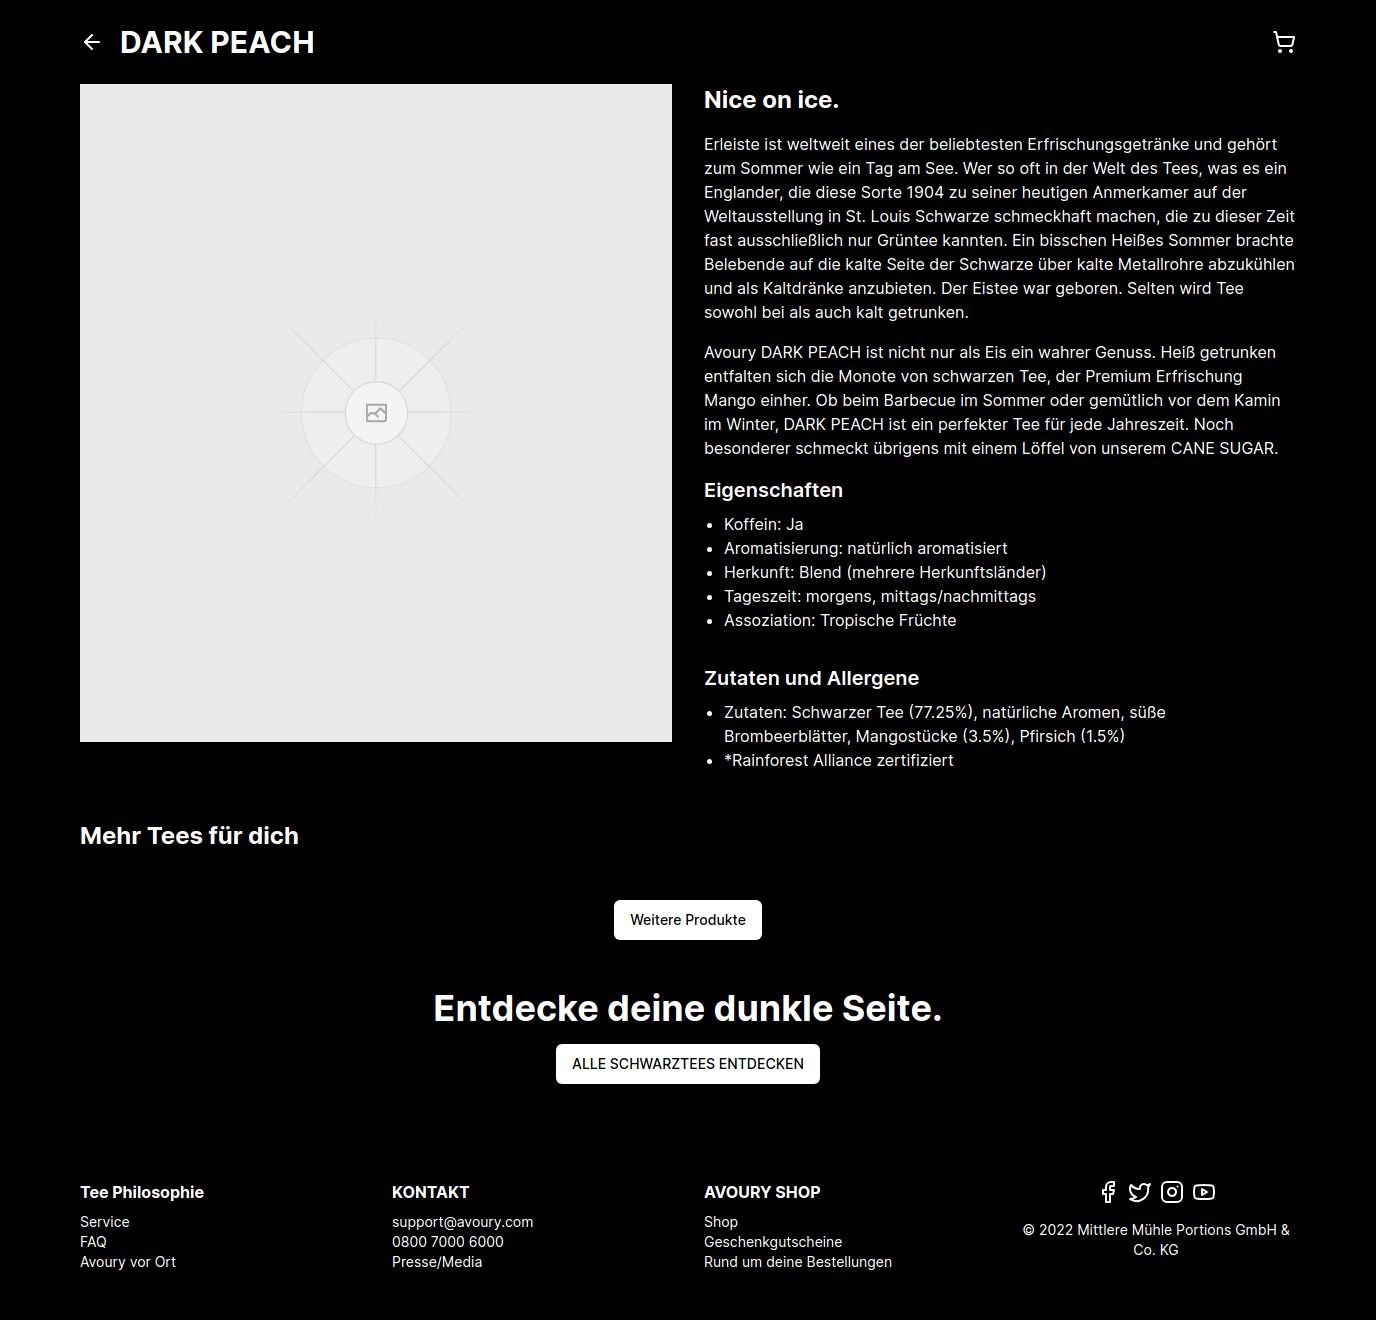 DARK PEACH
Nice on ice.
Erleiste ist weltweit eines der beliebtesten Erfrischungsgetränke und gehört
zum Sommer wie ein Tag am See. Wer so oft in der Welt des Tees, was es ein
Englander, die diese Sorte 1904 zu seiner heutigen Anmerkamer auf der
Weltausstellung in St. Louis Schwarze schmeckhaft machen, die zu dieser Zeit
fast ausschließlich nur Grüntee kannten. Ein bisschen Heißes Sommer brachte
Belebende auf die kalte Seite der Schwarze über kalte Metallrohre abzukühlen
und als Kaltdränke anzubieten. Der Eistee war geboren. Selten wird Tee
sowohl bei als auch kalt getrunken.
Avoury DARK PEACH ist nicht nur als Eis ein wahrer Genuss. Heiß getrunken
entfalten sich die Monote von schwarzen Tee, der Premium Erfrischung
Mango einher. Ob beim Barbecue im Sommer oder gemütlich vor dem Kamin
im Winter, DARK PEACH ist ein perfekter Tee für jede Jahreszeit. Noch
besonderer schmeckt übrigens mit einem Löffel von unserem CANE SUGAR.
Eigenschaften
• Koffein: Ja
• Aromatisierung: natürlich aromatisiert
• Herkunft: Blend (mehrere Herkunftsländer)
• Tageszeit: morgens, mittags/nachmittags
• Assoziation: Tropische Früchte
Zutaten und Allergene
• Zutaten: Schwarzer Tee (77.25%), natürliche Aromen, süße
Brombeerblätter, Mangostücke (3.5%), Pfirsich (1.5%)
• *Rainforest Alliance zertifiziert
Mehr Tees für dich
Weitere Produkte
Entdecke deine dunkle Seite.
ALLE SCHWARZTEES ENTDECKEN
Tee Philosophie
Service
FAQ
Avoury vor Ort
KONTAKT
support@avoury.com
0800 7000 6000
Presse/Media
AVOURY SHOP
Shop
Geschenkgutscheine
Rund um deine Bestellungen
© 2022 Mittlere Mühle Portions GmbH &
Co. KG